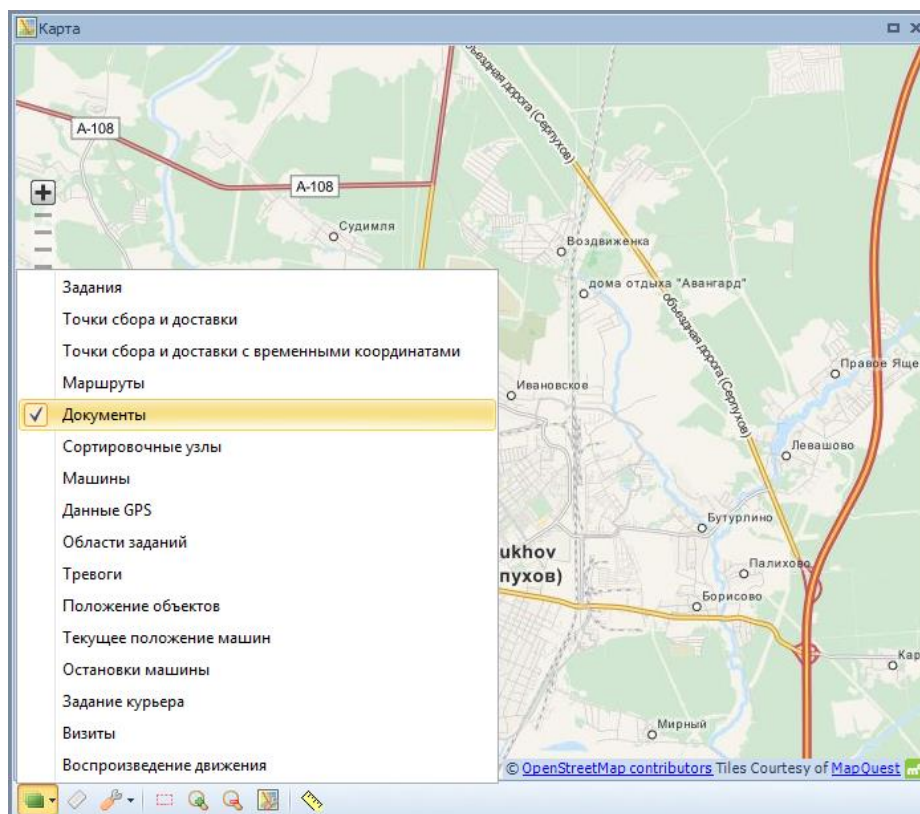 Карта
объездная дорога (Серпухов)
А-108
А-108
Судимля
Воздвиженка
дома отдыха "Авангард"
объездная дорога (Серпухов)
Правое Яще
Ивановское
Левашово
Бутурлино
ukhov
пухов)
Палихово
Борисово
Кар
Мирный
Задания
Точки сбора и доставки
Точки сбора и доставки с временными координатами
Маршруты
Документы
Сортировочные узлы
Машины
Данные GPS
Области заданий
Тревоги
Положение объектов
Текущее положение машин
Остановки машины
Задание курьера
Визиты
Воспроизведение движения
© OpenStreetMap contributors Tiles Courtesy of MapQuest